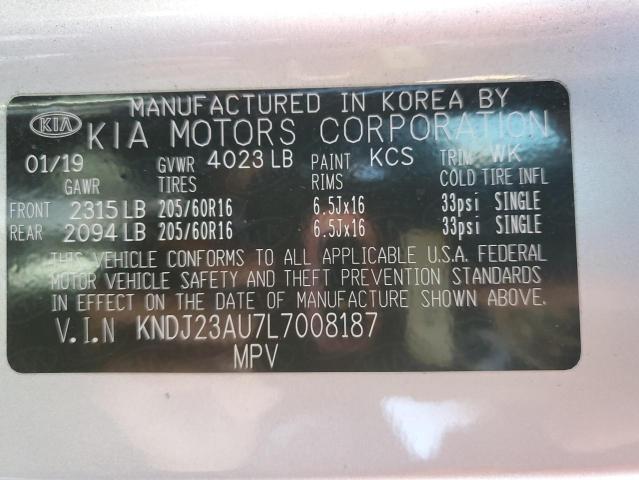 MANUFACTURED IN KOREA BY
KIA KIA MOTORS CORPORATION
01/19 GVWR 4023 LB PAINT KCS TRIM WK
GAWR TIRES RIMS COLD TIRE INFL
FRONT 2315 LB 205/60R16 6.5Jx16 33psi SINGLE
REAR 2094 LB 205/60R16 6.5Jx16 33psi SINGLE
THIS VEHICLE CONFORMS TO ALL APPLICABLE U.S.A. FEDERAL
MOTOR VEHICLE SAFETY AND THEFT PREVENTION STANDARDS
IN EFFECT ON THE DATE OF MANUFACTURE SHOWN ABOVE.
V.I.N KNDJ23AU7L7008187
MPV